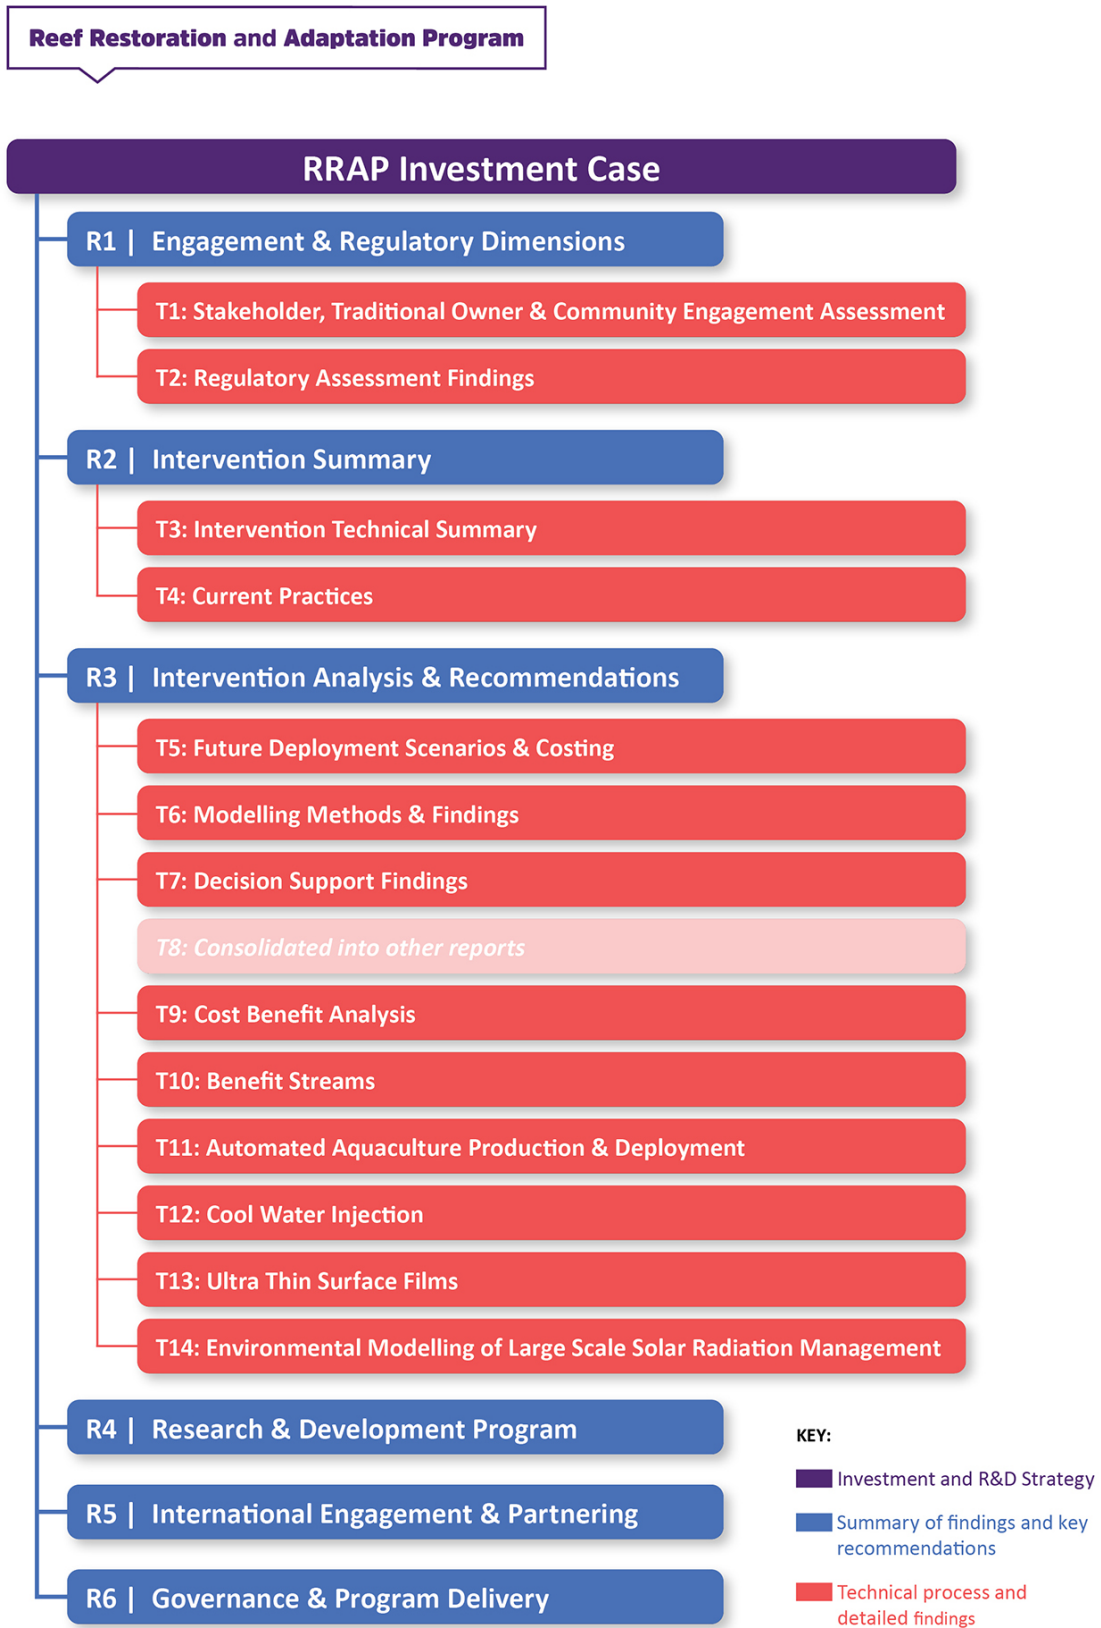 Reef Restoration and Adaptation Program
RRAP Investment Case
R1 | Engagement & Regulatory Dimensions
T1: Stakeholder, Traditional Owner & Community Engagement Assessment
T2: Regulatory Assessment Findings
R2 | Intervention Summary
T3: Intervention Technical Summary
T4: Current Practices
R3 | Intervention Analysis & Recommendations
T5: Future Deployment Scenarios & Costing
T6: Modelling Methods & Findings
T7: Decision Support Findings
T8: Consolidated into other reports
T9: Cost Benefit Analysis
T10: Benefit Streams
T11: Automated Aquaculture Production & Deployment
T12: Cool Water Injection
T13: Ultra Thin Surface Films
T14: Environmental Modelling of Large Scale Solar Radiation Management
R4 | Research & Development Program
R5 | International Engagement & Partnering
R6 | Governance & Program Delivery
KEY:
Investment and R&D Strategy
Summary of findings and key
recommendations
Technical process and
detailed findings